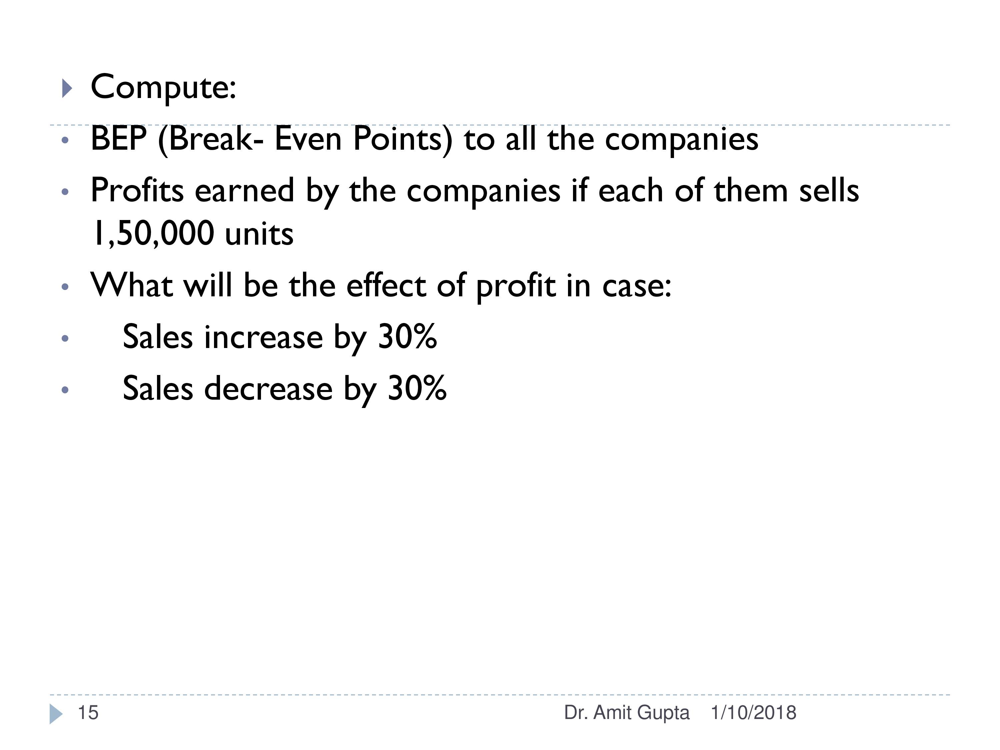 Compute:
BEP (Break- Even Points) to all the companies
Profits earned by the companies if each of them sells
1,50,000 units
What will be the effect of profit in case:
Sales increase by 30%
Sales decrease by 30%
15 Dr. Amit Gupta 1/10/2018